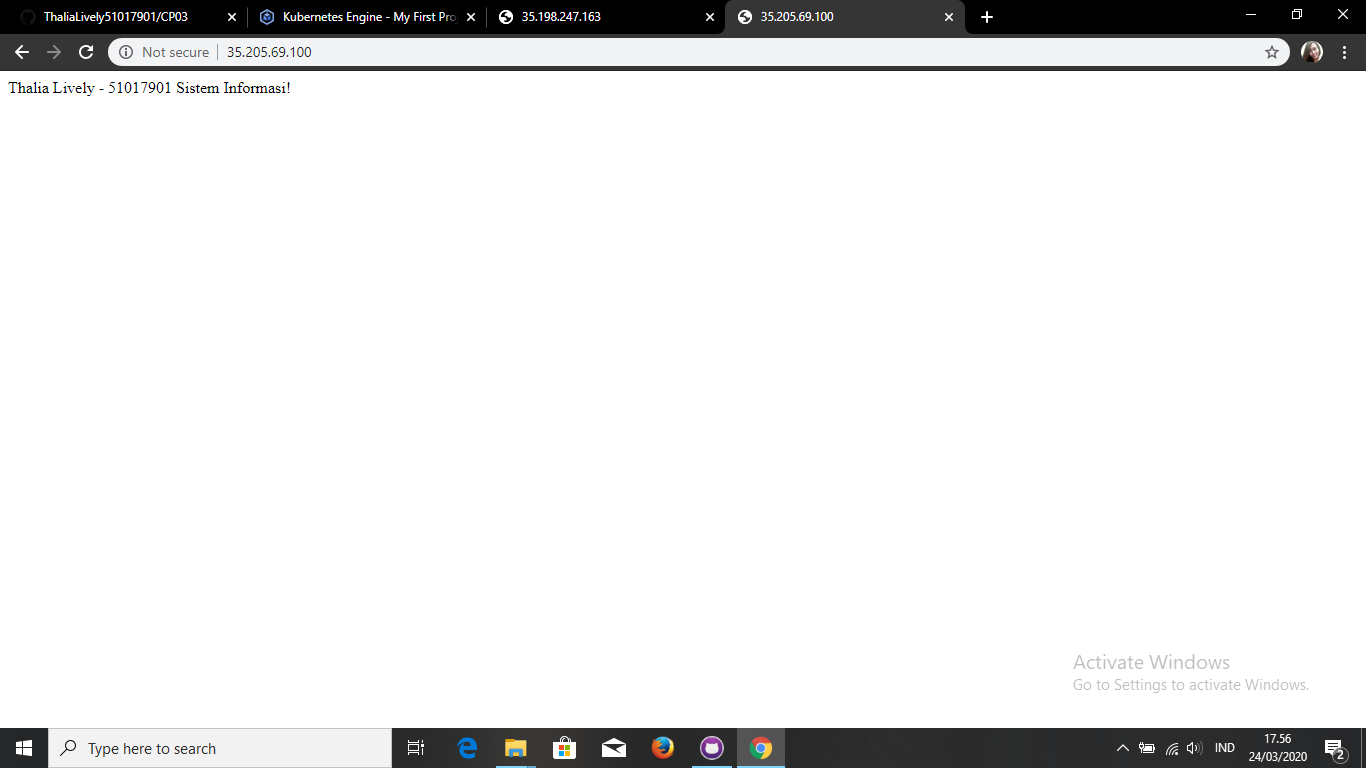 ThaliaLively51017901/CP03
Kubernetes Engine - My First Pro
35.198.247.163
35.205.69.100
Not secure
35.205.69.100
Thalia Lively - 51017901 Sistem Informasi!
Activate Windows
Go to Settings to activate Windows.
Type here to search
IND
17.56
24/03/2020
2